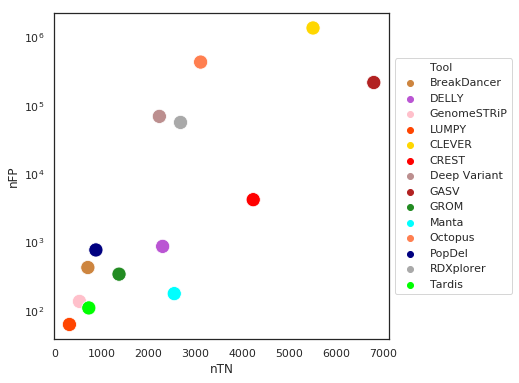 10^6
10^5
10^4
10^3
10^2
nFP
0 1000 2000 3000 4000 5000 6000 7000
nTN
Tool
BreakDancer
DELLY
GenomeSTRiP
LUMPY
CLEVER
CREST
Deep Variant
GASV
GROM
Manta
Octopus
PopDel
RDXplorer
Tardis